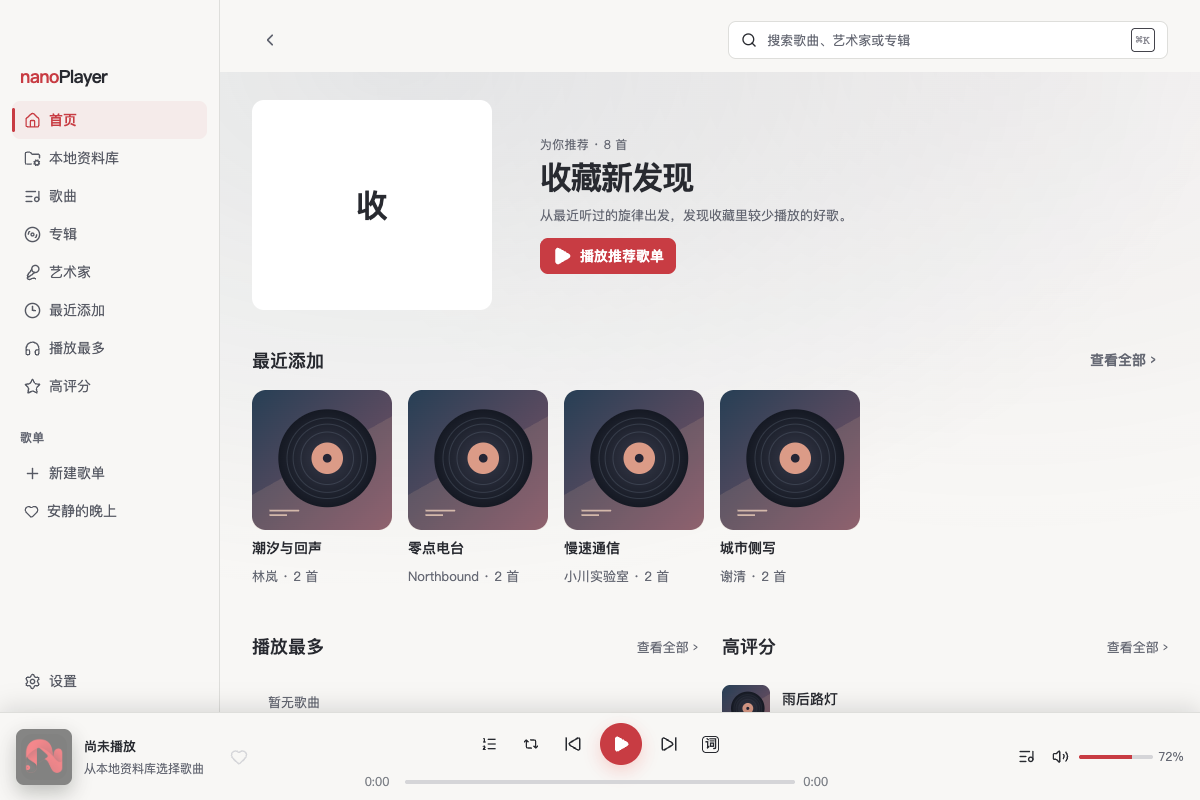 nanoPlayer
首页
本地资料库
歌曲
专辑
艺术家
最近添加
播放最多
高评分
歌单
新建歌单
安静的晚上
设置
搜索歌曲、艺术家或专辑
⌘K
收
为你推荐 · 8 首
收藏新发现
从最近听过的旋律出发，发现收藏里较少播放的好歌。
播放推荐歌单
最近添加
查看全部 ›
潮汐与回声
林岚 · 2 首
零点电台
Northbound · 2 首
慢速通信
小川实验室 · 2 首
城市侧写
谢清 · 2 首
播放最多
查看全部 ›
暂无歌曲
高评分
查看全部 ›
雨后路灯
尚未播放
从本地资料库选择歌曲
词
0:00
0:00
72%